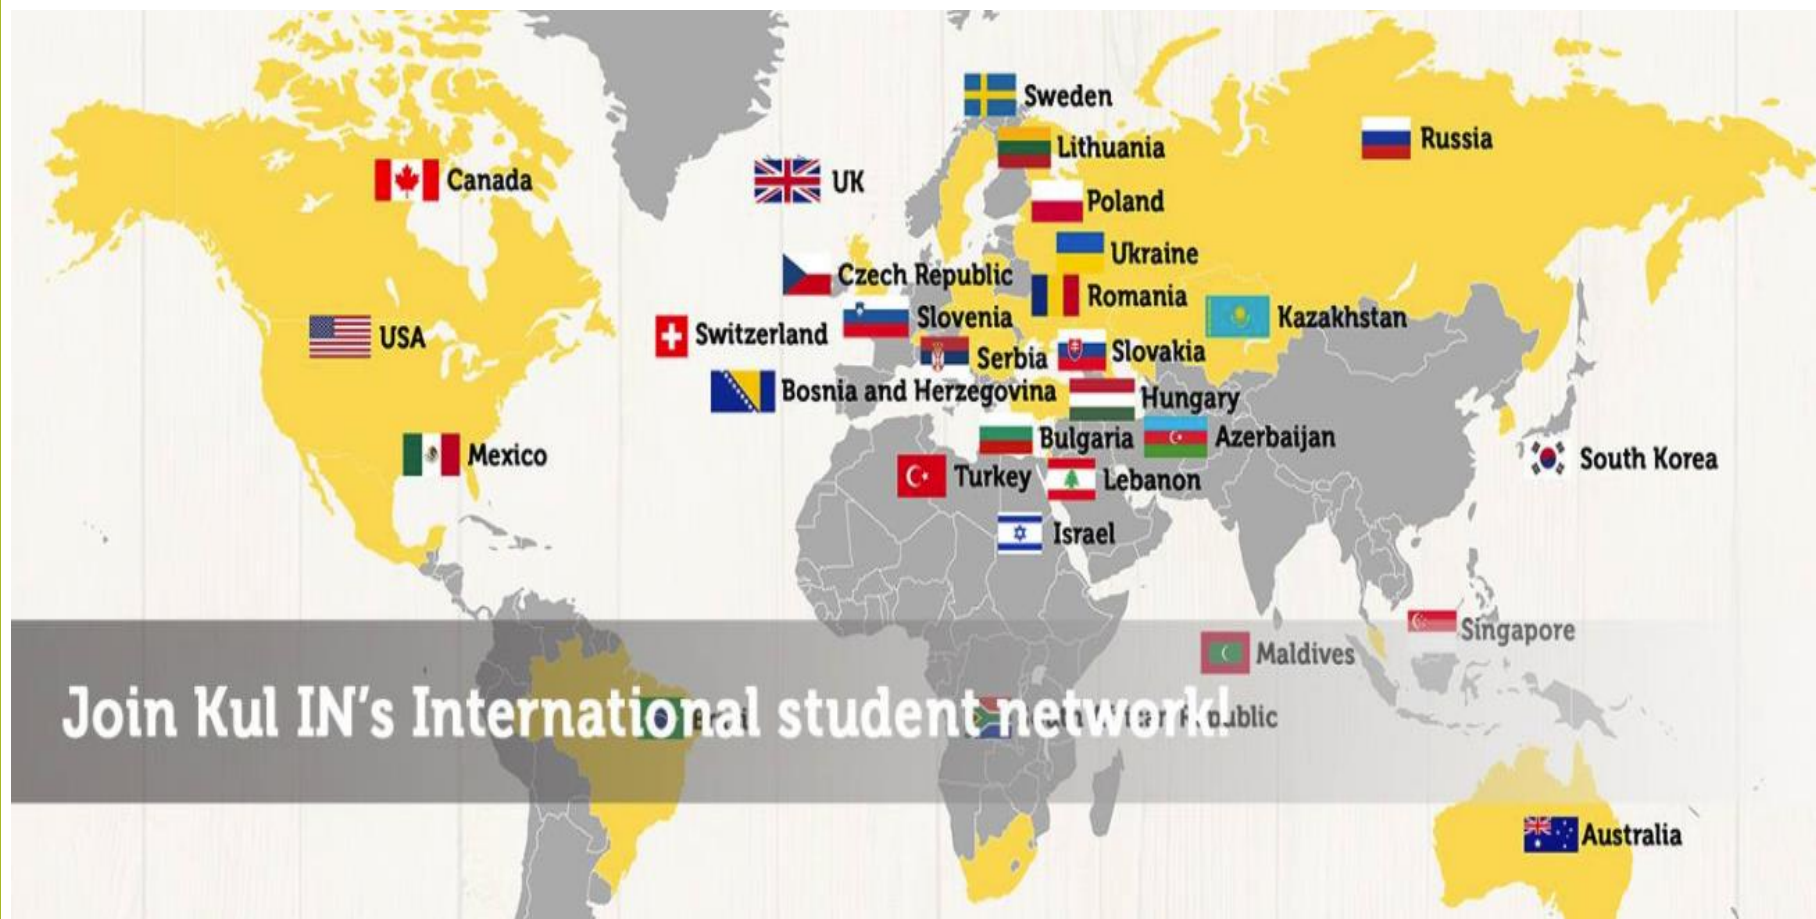 Sweden
Lithuania
Russia
Canada
UK
Poland
Ukraine
Czech Republic
Romania
Slovenia
Kazakhstan
USA
Switzerland
Serbia
Slovakia
Bosnia and Herzegovina
Hungary
Bulgaria
Azerbaijan
Mexico
South Korea
Turkey
Lebanon
Israel
Singapore
Maldives
Join Kul IN's International student network!
Republic
Australia